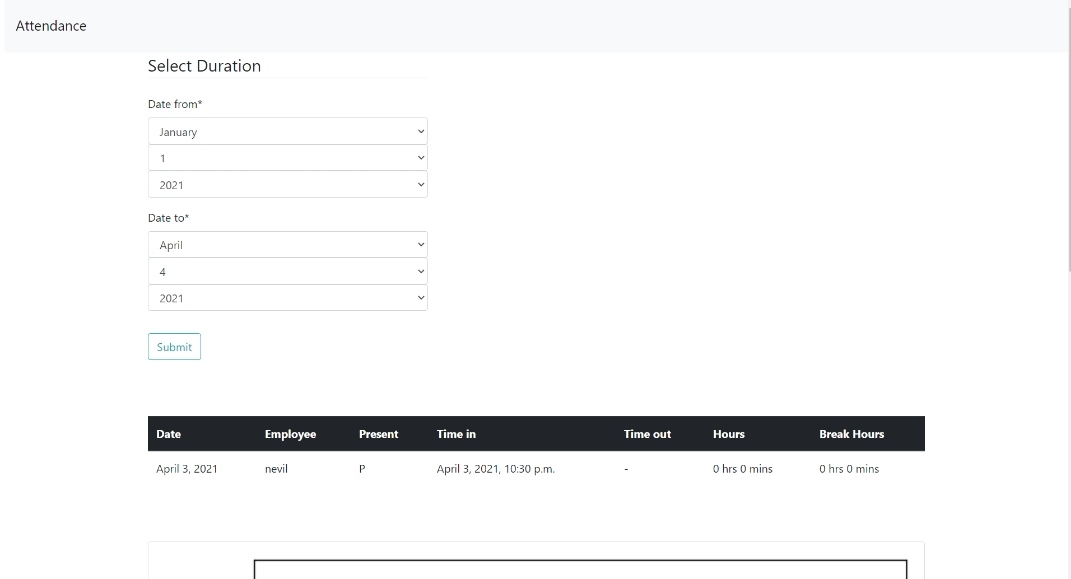 Attendance
Select Duration
Date from*
January
1
2021
Date to*
April
4
2021
Submit
Date Employee Present Time in Time out Hours Break Hours
April 3, 2021 nevil P April 3, 2021, 10:30 p.m. - 0 hrs 0 mins 0 hrs 0 mins